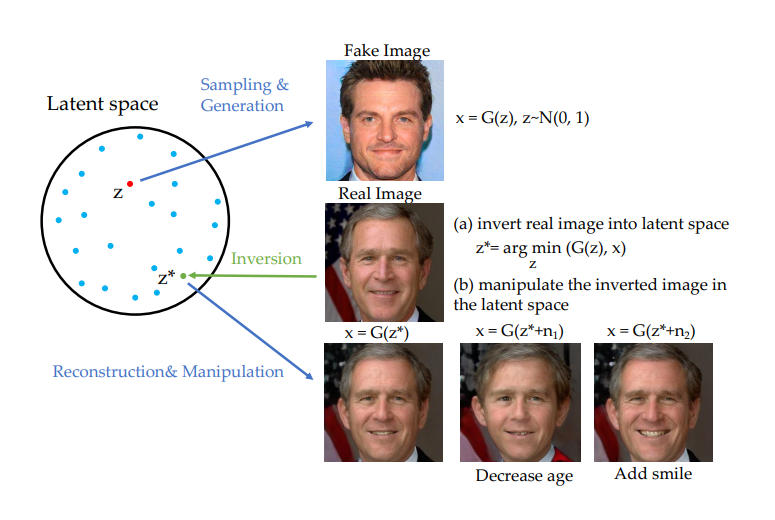 Fake Image
Sampling &
Generation
Latent space
x = G(z), z~N(0, 1)
z
Real Image
(a) invert real image into latent space
z*= arg min (G(z), x)
z
Inversion
z*
(b) manipulate the inverted image in
the latent space
x = G(z*)
x = G(z*+n₁)
x = G(z*+n₂)
Reconstruction& Manipulation
Decrease age
Add smile